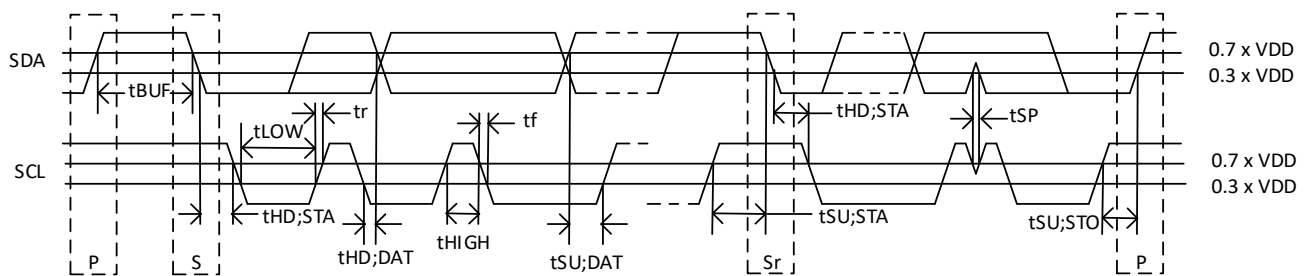 SDA
0.7 x VDD
0.3 x VDD
tBUF
tLOW
tr
tf
tHD;STA
tSP
SCL
0.7 x VDD
0.3 x VDD
tHD;STA
tHD;DAT
tHIGH
tSU;DAT
tSU;STA
tSU;STO
P
S
Sr
P